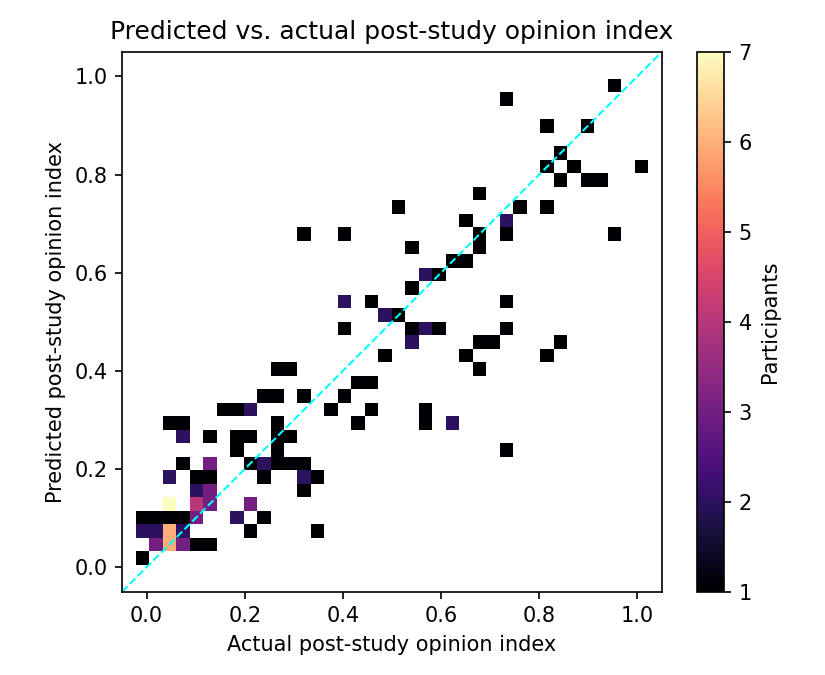 Predicted vs. actual post-study opinion index
1.0
0.8
0.6
0.4
0.2
0.0
Predicted post-study opinion index
0.0 0.2 0.4 0.6 0.8 1.0
Actual post-study opinion index
7
6
5
4
3
2
1
Participants